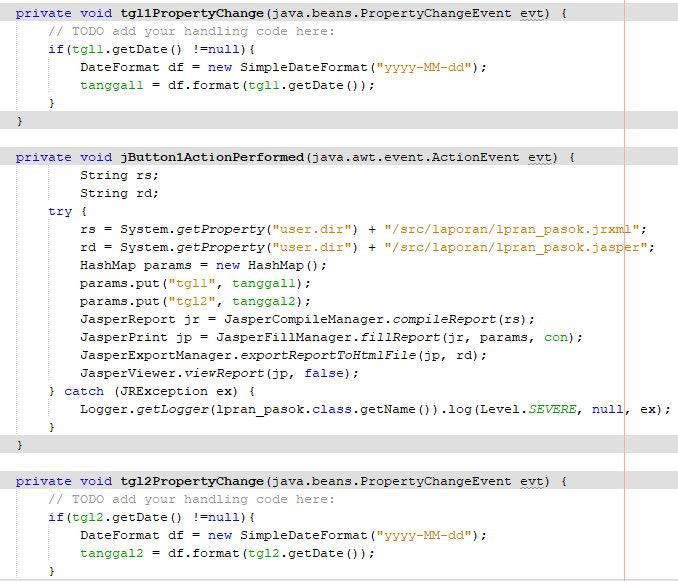 private void tgl1PropertyChange(java.beans.PropertyChangeEvent evt) {
    // TODO add your handling code here:
    if(tgl1.getDate() !=null){
        DateFormat df = new SimpleDateFormat("yyyy-MM-dd");
        tanggal1 = df.format(tgl1.getDate());
    }
}
private void jButton1ActionPerformed(java.awt.event.ActionEvent evt) {
        String rs;
        String rd;
    try {
        rs = System.getProperty("user.dir") + "/src/laporan/lpran_pasok.jrxml";
        rd = System.getProperty("user.dir") + "/src/laporan/lpran_pasok.jasper";
        HashMap params = new HashMap();
        params.put("tgl1", tanggal1);
        params.put("tgl2", tanggal2);
        JasperReport jr = JasperCompileManager.compileReport(rs);
        JasperPrint jp = JasperFillManager.fillReport(jr, params, con);
        JasperExportManager.exportReportToHtmlFile(jp, rd);
        JasperViewer.viewReport(jp, false);
    } catch (JRException ex) {
        Logger.getLogger(lpran_pasok.class.getName()).log(Level.SEVERE, null, ex);
    }
}
private void tgl2PropertyChange(java.beans.PropertyChangeEvent evt) {
    // TODO add your handling code here:
    if(tgl2.getDate() !=null){
        DateFormat df = new SimpleDateFormat("yyyy-MM-dd");
        tanggal2 = df.format(tgl2.getDate());
    }